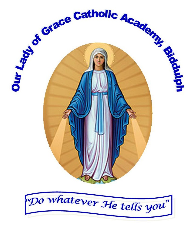 Our Lady of Grace Catholic Academy, Biddulph
"Do whatever He tells you"